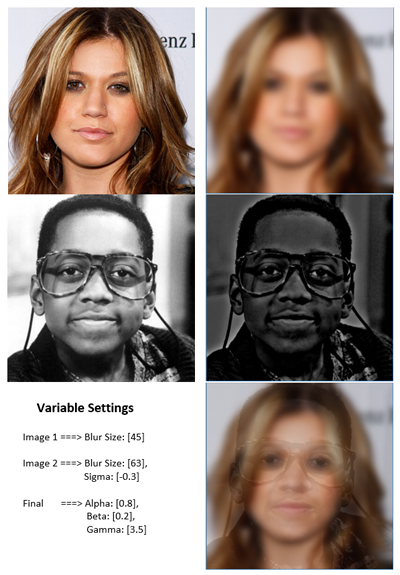 enz
Variable Settings
Image 1 ===> Blur Size: [45]
Image 2 ===> Blur Size: [63],
Sigma: [-0.3]
Final ===> Alpha: [0.8],
Beta: [0.2],
Gamma: [3.5]